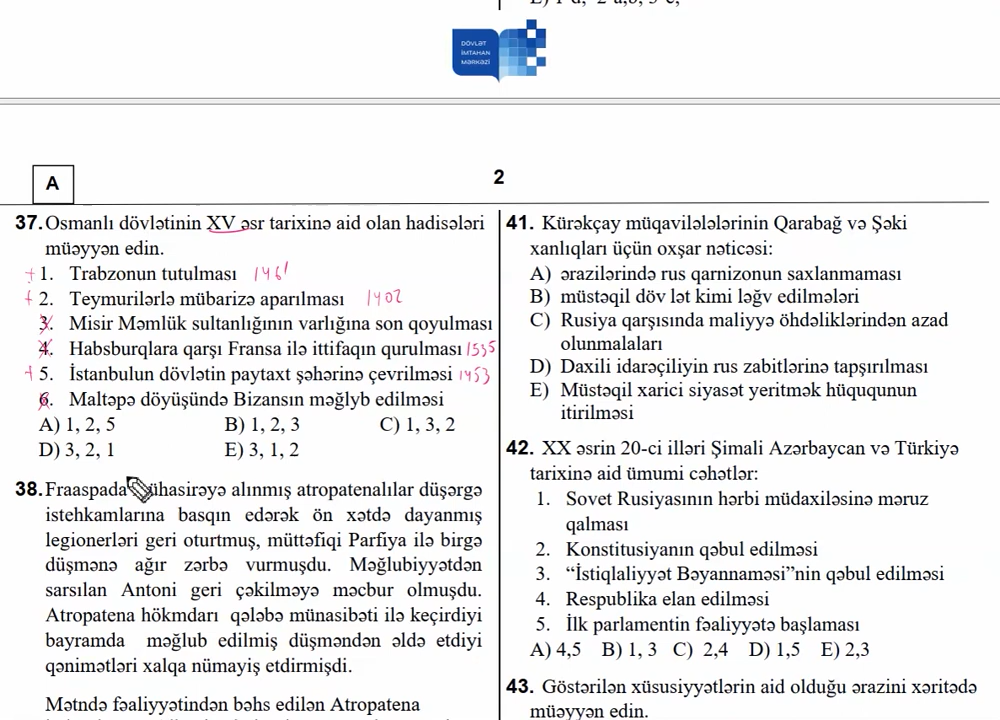 DÖVLƏT
İMTAHAN
MƏRKƏZİ
A
2
37. Osmanlı dövlətinin XV əsr tarixinə aid olan hadisələri
müəyyən edin.
+ 1. Trabzonun tutulması 1461
+ 2. Teymurilərlə mübarizə aparılması 1402
3. Misir Məmlük sultanlığının varlığına son qoyulması
4. Habsburqlara qarşı Fransa ilə ittifaqın qurulması 1535
+ 5. İstanbulun dövlətin paytaxt şəhərinə çevrilməsi 1453
6. Maltəpə döyüşündə Bizansın məğlyb edilməsi
A) 1, 2, 5 B) 1, 2, 3 C) 1, 3, 2
D) 3, 2, 1 E) 3, 1, 2
38. Fraaspada ühasirəyə alınmış atropatenalılar düşərgə
istehkamlarına basqın edərək ön xətdə dayanmış
legionerləri geri oturtmuş, müttəfiqi Parfiya ilə birgə
düşmənə ağır zərbə vurmuşdu. Məğlubiyyətdən
sarsılan Antoni geri çəkilməyə məcbur olmuşdu.
Atropatena hökmdarı qələbə münasibəti ilə keçirdiyi
bayramda məğlub edilmiş düşməndən əldə etdiyi
qənimətləri xalqa nümayiş etdirmişdi.
Mətndə fəaliyyətindən bəhs edilən Atropatena
41. Kürəkçay müqavilələlərinin Qarabağ və Şəki
xanlıqları üçün oxşar nəticəsi:
A) ərazilərində rus qarnizonun saxlanmaması
B) müstəqil döv lət kimi ləğv edilmələri
C) Rusiya qarşısında maliyyə öhdəliklərindən azad
olunmalaları
D) Daxili idarəçiliyin rus zabitlərinə tapşırılması
E) Müstəqil xarici siyasət yeritmək hüququnun
itirilməsi
42. XX əsrin 20-ci illəri Şimali Azərbaycan və Türkiyə
tarixinə aid ümumi cəhətlər:
1. Sovet Rusiyasının hərbi müdaxiləsinə məruz
qalması
2. Konstitusiyanın qəbul edilməsi
3. “İstiqlaliyyət Bəyannaməsi”nin qəbul edilməsi
4. Respublika elan edilməsi
5. İlk parlamentin fəaliyyətə başlaması
A) 4,5 B) 1, 3 C) 2,4 D) 1,5 E) 2,3
43. Göstərilən xüsusiyyətlərin aid olduğu ərazini xəritədə
müəyyən edin.